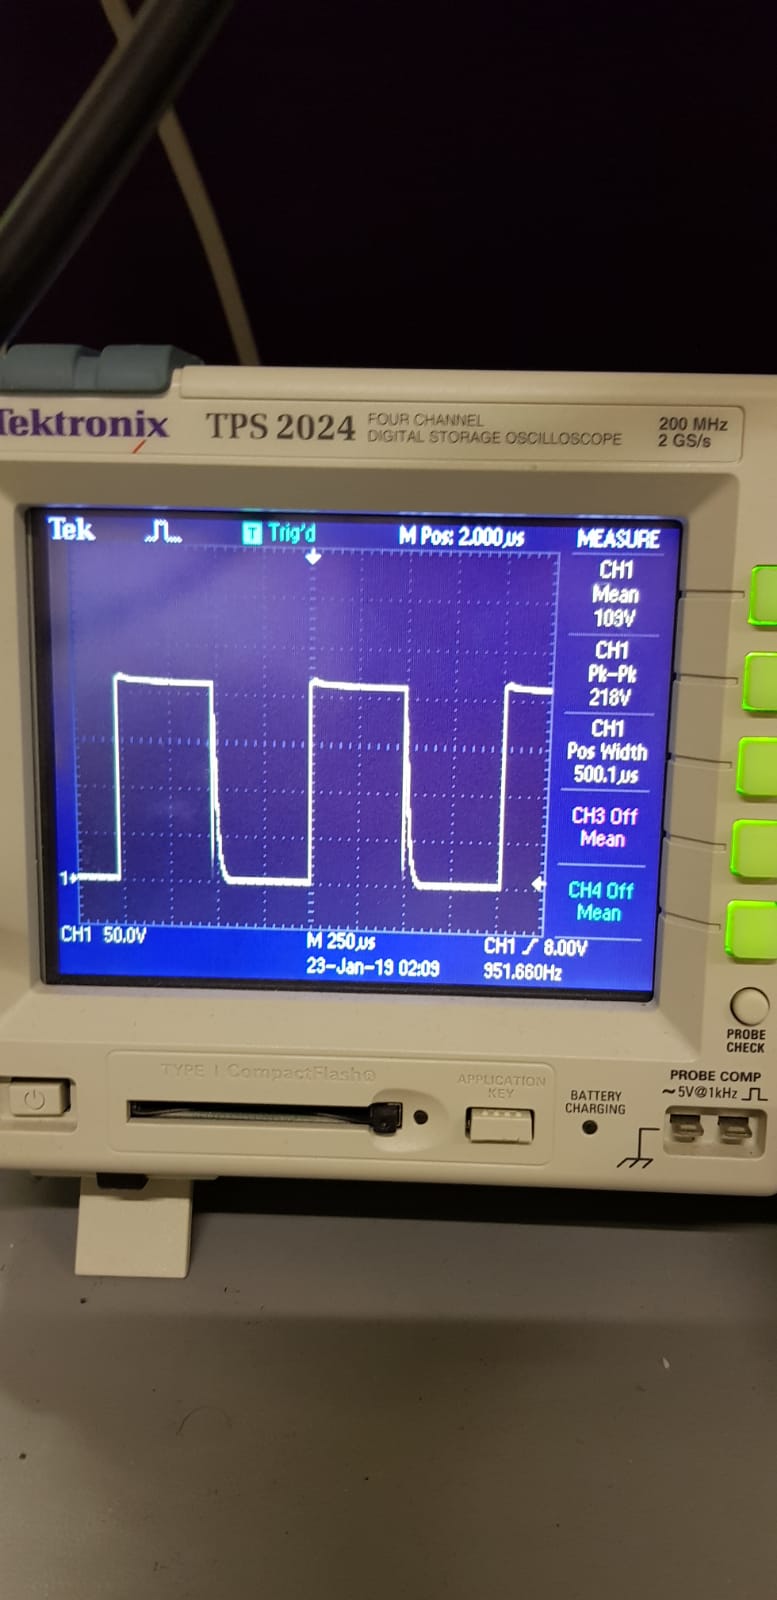 Tektronix TPS 2024 FOUR CHANNEL 200 MHz
DIGITAL STORAGE OSCILLOSCOPE 2 GS/s
Tek T Trig'd M Pos: 2.000µs MEASURE
CH1
Mean
109V
CH1
Pk-Pk
218V
CH1
Pos Width
500.1µs
CH3 Off
Mean
CH4 Off
Mean
1
CH1 50.0V M 250µs CH1 8.00V
23-Jan-19 02:09 951.660Hz
PROBE
CHECK
TYPE I CompactFlash®
APPLICATION
KEY
BATTERY
CHARGING
PROBE COMP
~5V@1kHz